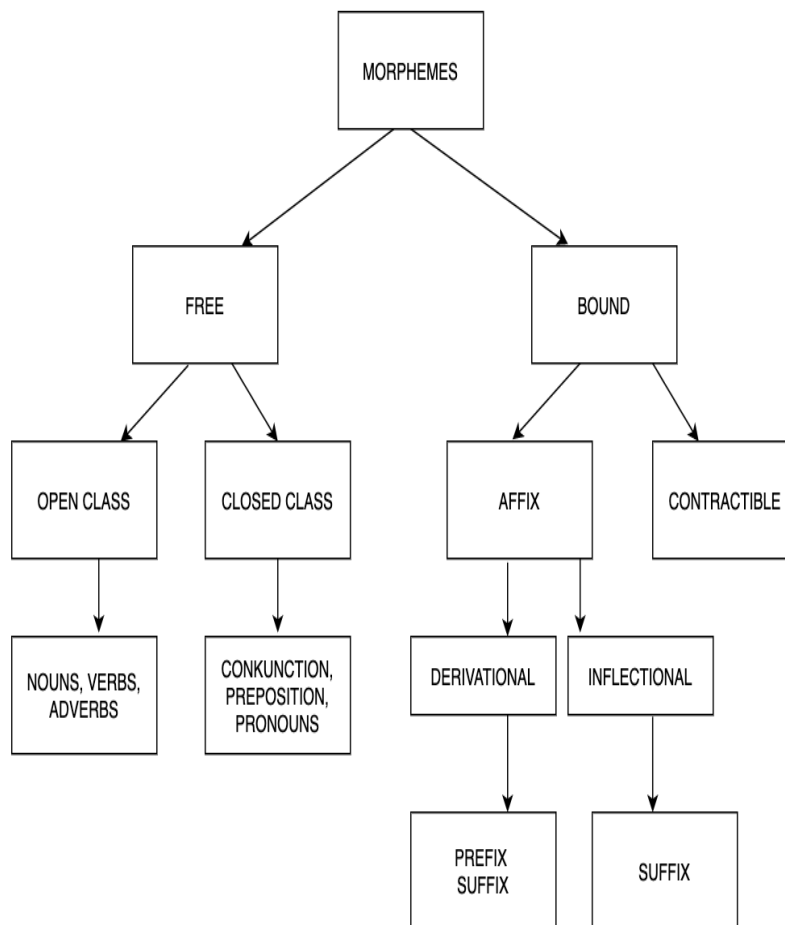 MORPHEMES
FREE
BOUND
OPEN CLASS
CLOSED CLASS
AFFIX
CONTRACTIBLE
NOUNS, VERBS,
ADVERBS
CONKUNCTION,
PREPOSITION,
PRONOUNS
DERIVATIONAL
INFLECTIONAL
PREFIX
SUFFIX
SUFFIX